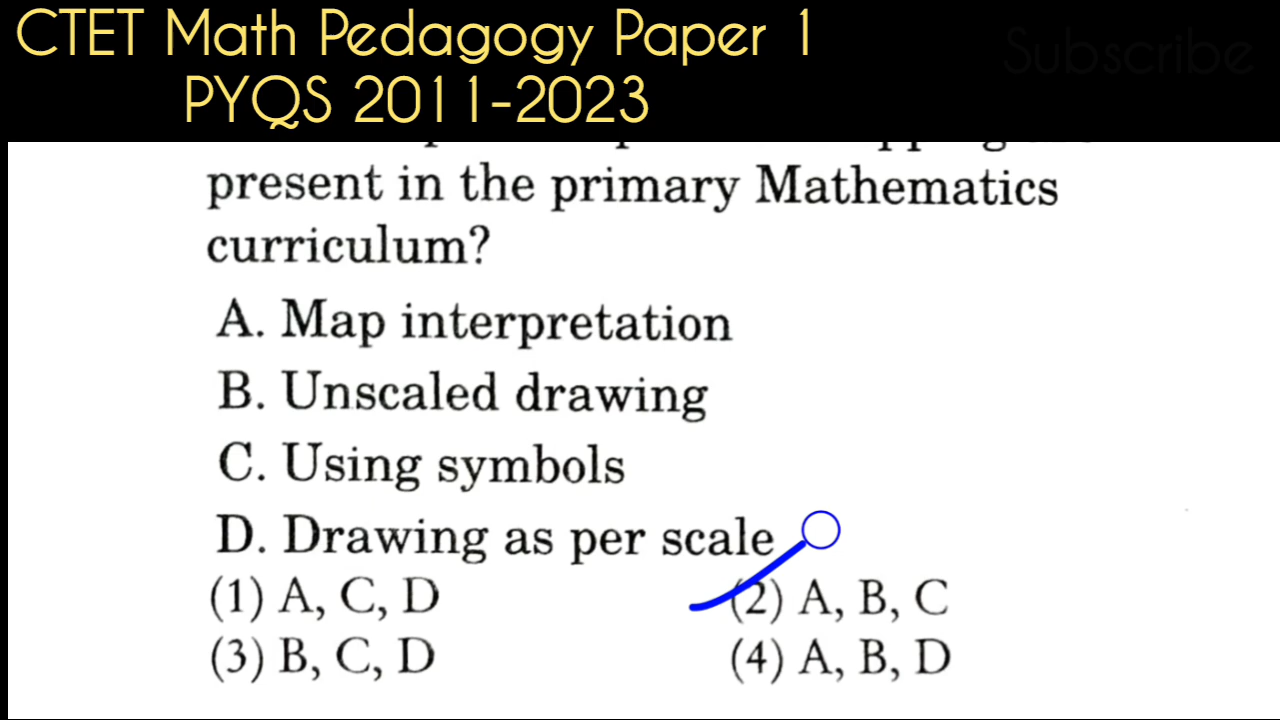 CTET Math Pedagogy Paper 1
Subscribe
PYQS 2011-2023
present in the primary Mathematics
curriculum?
A. Map interpretation
B. Unscaled drawing
C. Using symbols
D. Drawing as per scale
(1) A, C, D
(2) A, B, C
(3) B, C, D
(4) A, B, D